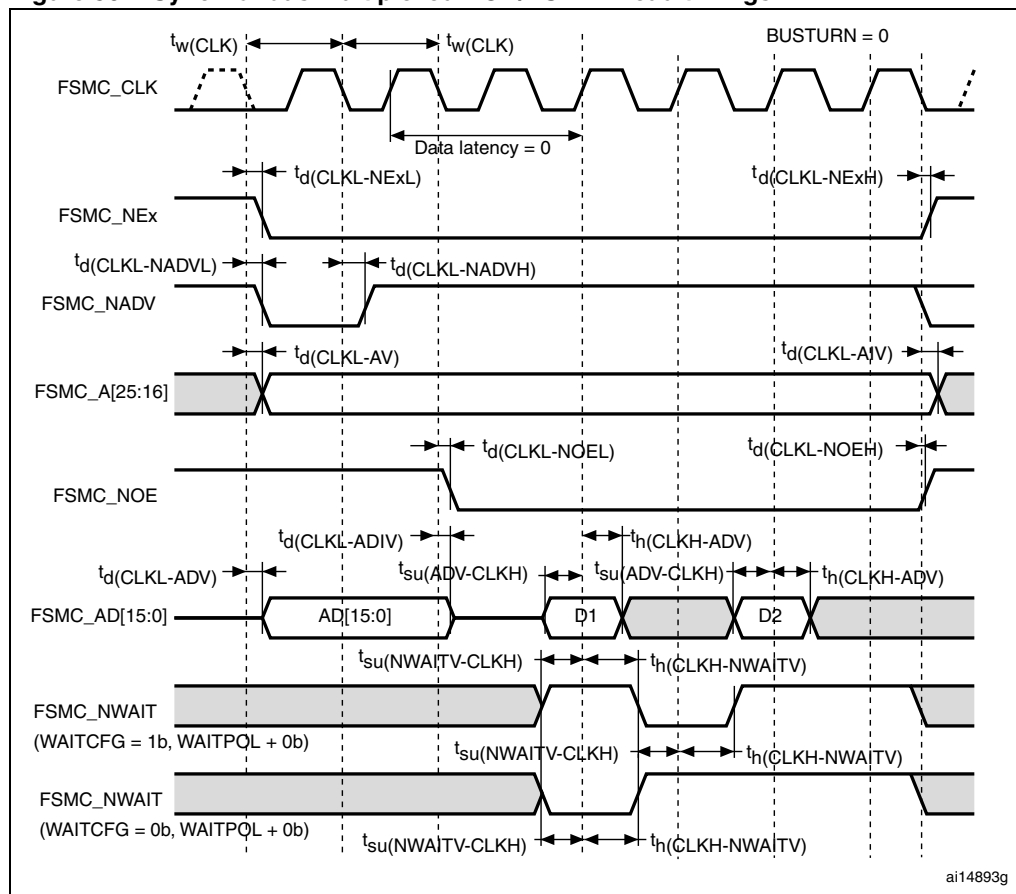 BUSTURN = 0
tw(CLK) tw(CLK)
FSMC_CLK
Data latency = 0
td(CLKL-NExL) td(CLKL-NExH)
FSMC_NEx
td(CLKL-NADVL) td(CLKL-NADVH)
FSMC_NADV
td(CLKL-AV) td(CLKL-AIV)
FSMC_A[25:16]
td(CLKL-NOEL) td(CLKL-NOEH)
FSMC_NOE
td(CLKL-ADIV) th(CLKH-ADV)
td(CLKL-ADV) tsu(ADV-CLKH) tsu(ADV-CLKH) th(CLKH-ADV)
FSMC_AD[15:0] AD[15:0] D1 D2
tsu(NWAITV-CLKH) th(CLKH-NWAITV)
FSMC_NWAIT
(WAITCFG = 1b, WAITPOL + 0b)
tsu(NWAITV-CLKH) th(CLKH-NWAITV)
FSMC_NWAIT
(WAITCFG = 0b, WAITPOL + 0b)
tsu(NWAITV-CLKH) th(CLKH-NWAITV)
ai14893g